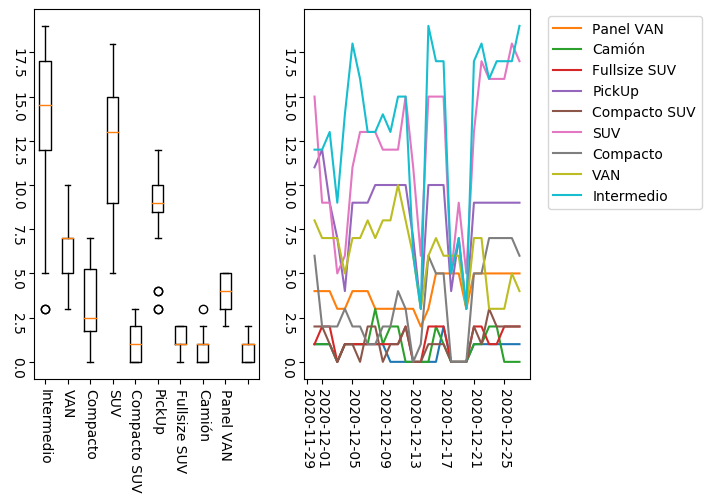 17.5
15.0
12.5
10.0
7.5
5.0
2.5
0.0
Intermedio
VAN
Compacto
SUV
Compacto SUV
PickUp
Fullsize SUV
Camión
Panel VAN
17.5
15.0
12.5
10.0
7.5
5.0
2.5
0.0
2020-11-29
2020-12-01
2020-12-05
2020-12-09
2020-12-13
2020-12-17
2020-12-21
2020-12-25
Panel VAN
Camión
Fullsize SUV
PickUp
Compacto SUV
SUV
Compacto
VAN
Intermedio